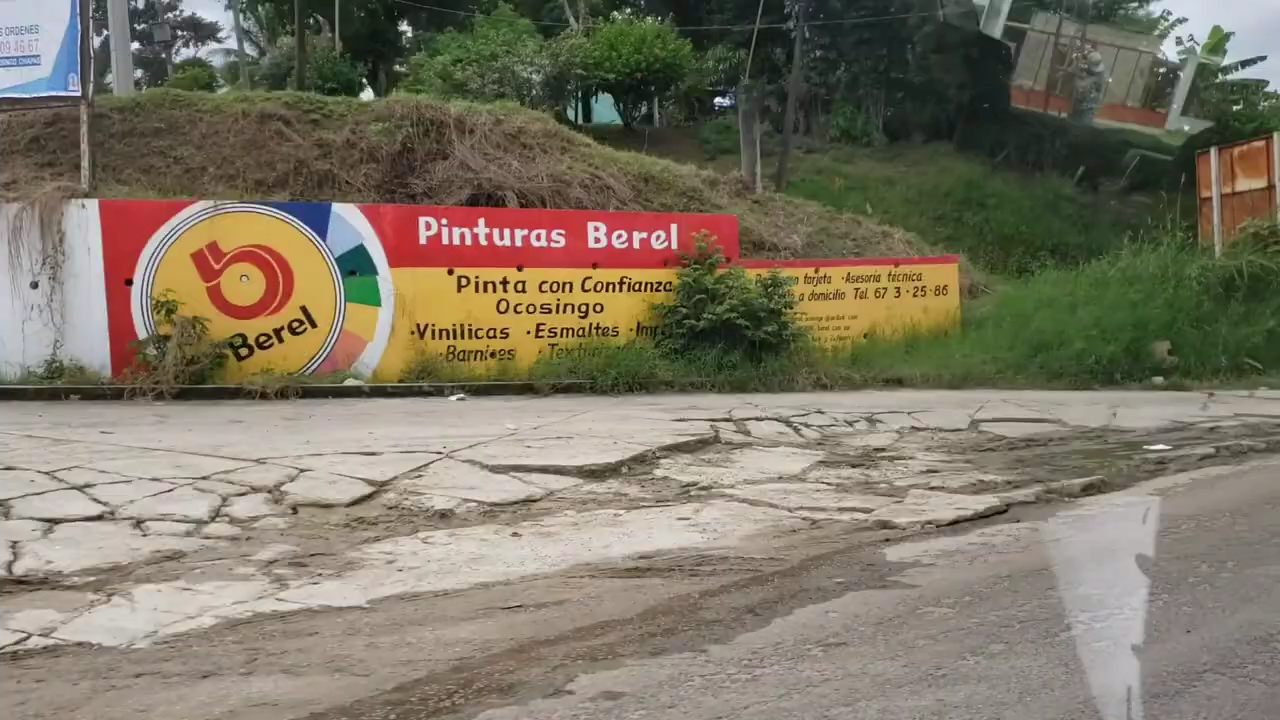 S ORDENES
09 46 67
Pinturas Berel
Berel
Pinta con Confianza
Ocosingo
·Vinilicas ·Esmaltes
·Barnices
tarjeta ·Asesoría técnica
a domicilio Tel. 67 3·25·86